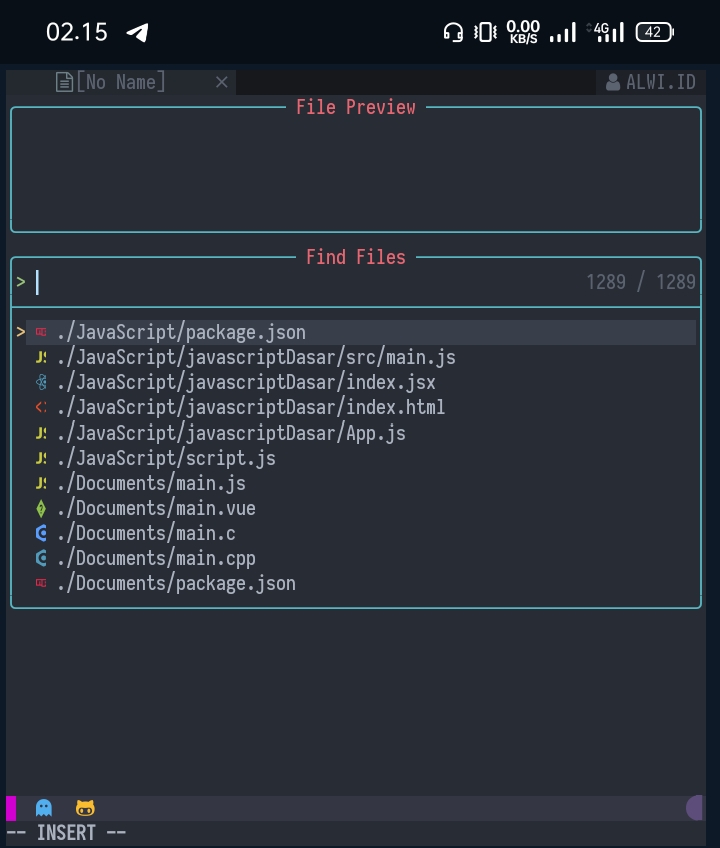 02.15 0.00 KB/S 4G 42
[No Name] × ALWI.ID
File Preview
Find Files
> 1289 / 1289
> ./JavaScript/package.json
JS ./JavaScript/javascriptDasar/src/main.js
./JavaScript/javascriptDasar/index.jsx
./JavaScript/javascriptDasar/index.html
JS ./JavaScript/javascriptDasar/App.js
JS ./JavaScript/script.js
JS ./Documents/main.js
./Documents/main.vue
./Documents/main.c
./Documents/main.cpp
./Documents/package.json
-- INSERT --